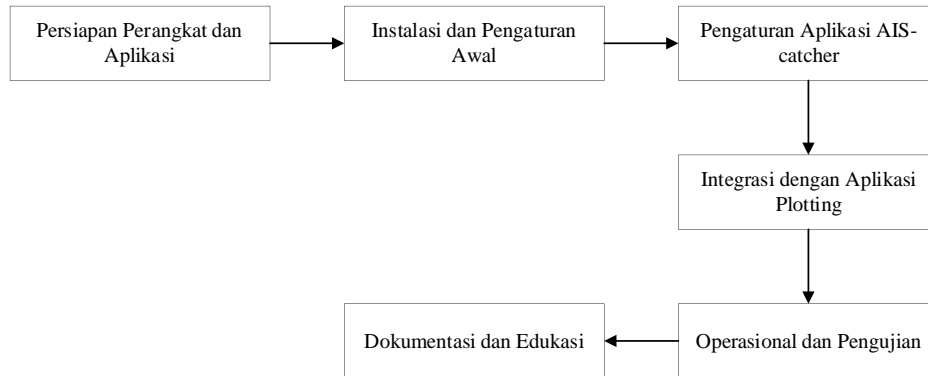 Persiapan Perangkat dan
Aplikasi
Instalasi dan Pengaturan
Awal
Pengaturan Aplikasi AIS-
catcher
Integrasi dengan Aplikasi
Plotting
Operasional dan Pengujian
Dokumentasi dan Edukasi